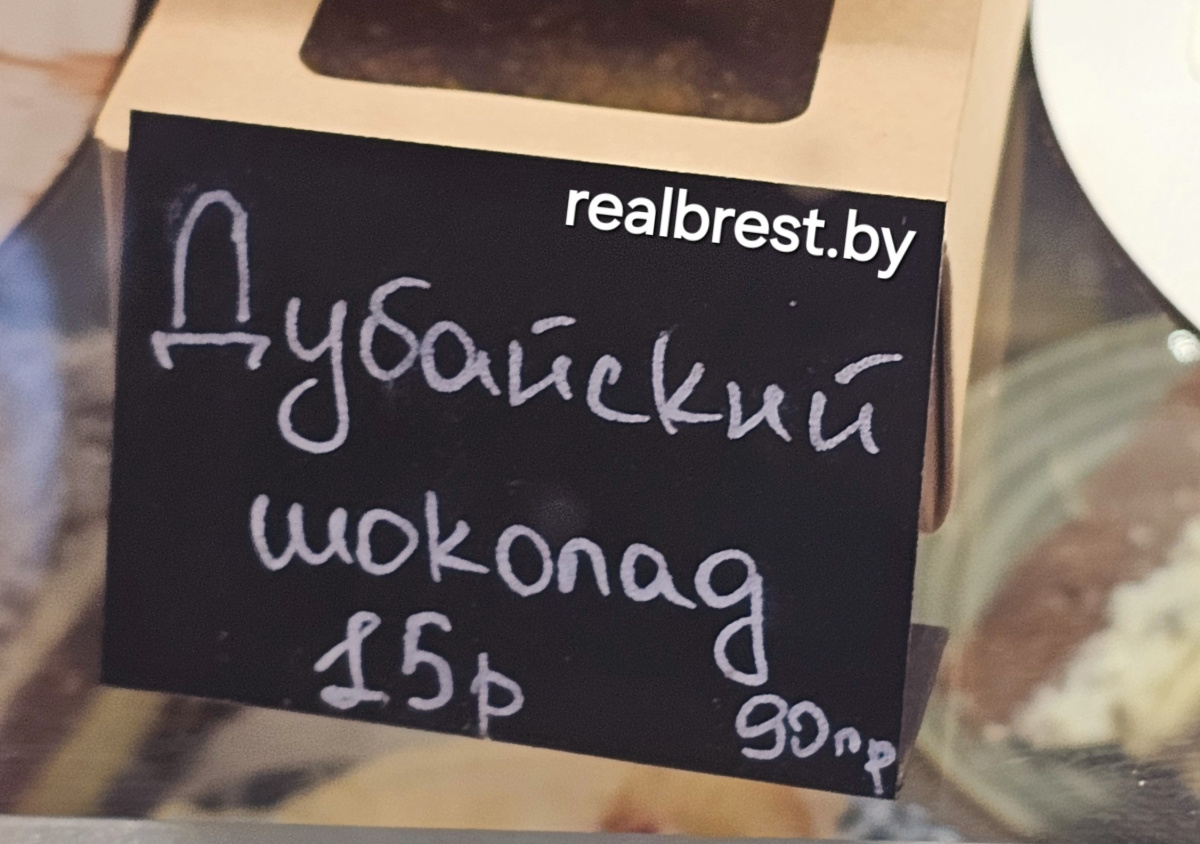 realbrest.by
Дубайский
шоколад
15р
90гр